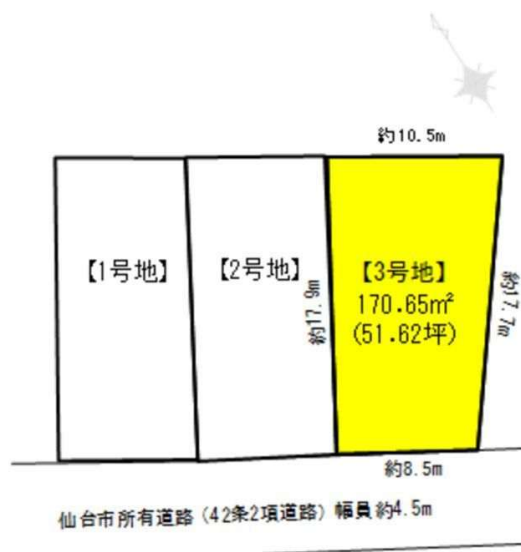 約10.5m
【1号地】
【2号地】
【3号地】
170.65m²
(51.62坪)
約17.9m
約17.7m
約8.5m
仙台市所有道路(42条2項道路)幅員約4.5m